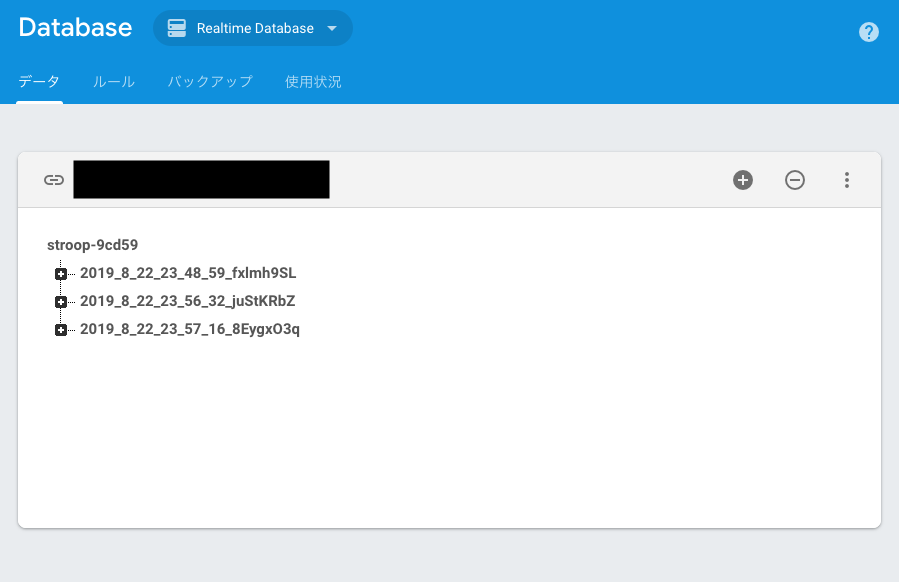 Database Realtime Database
データ ルール バックアップ 使用状況
stroop-9cd59
2019_8_22_23_48_59_fxlmh9SL
2019_8_22_23_56_32_juStKRbZ
2019_8_22_23_57_16_8EygxO3q